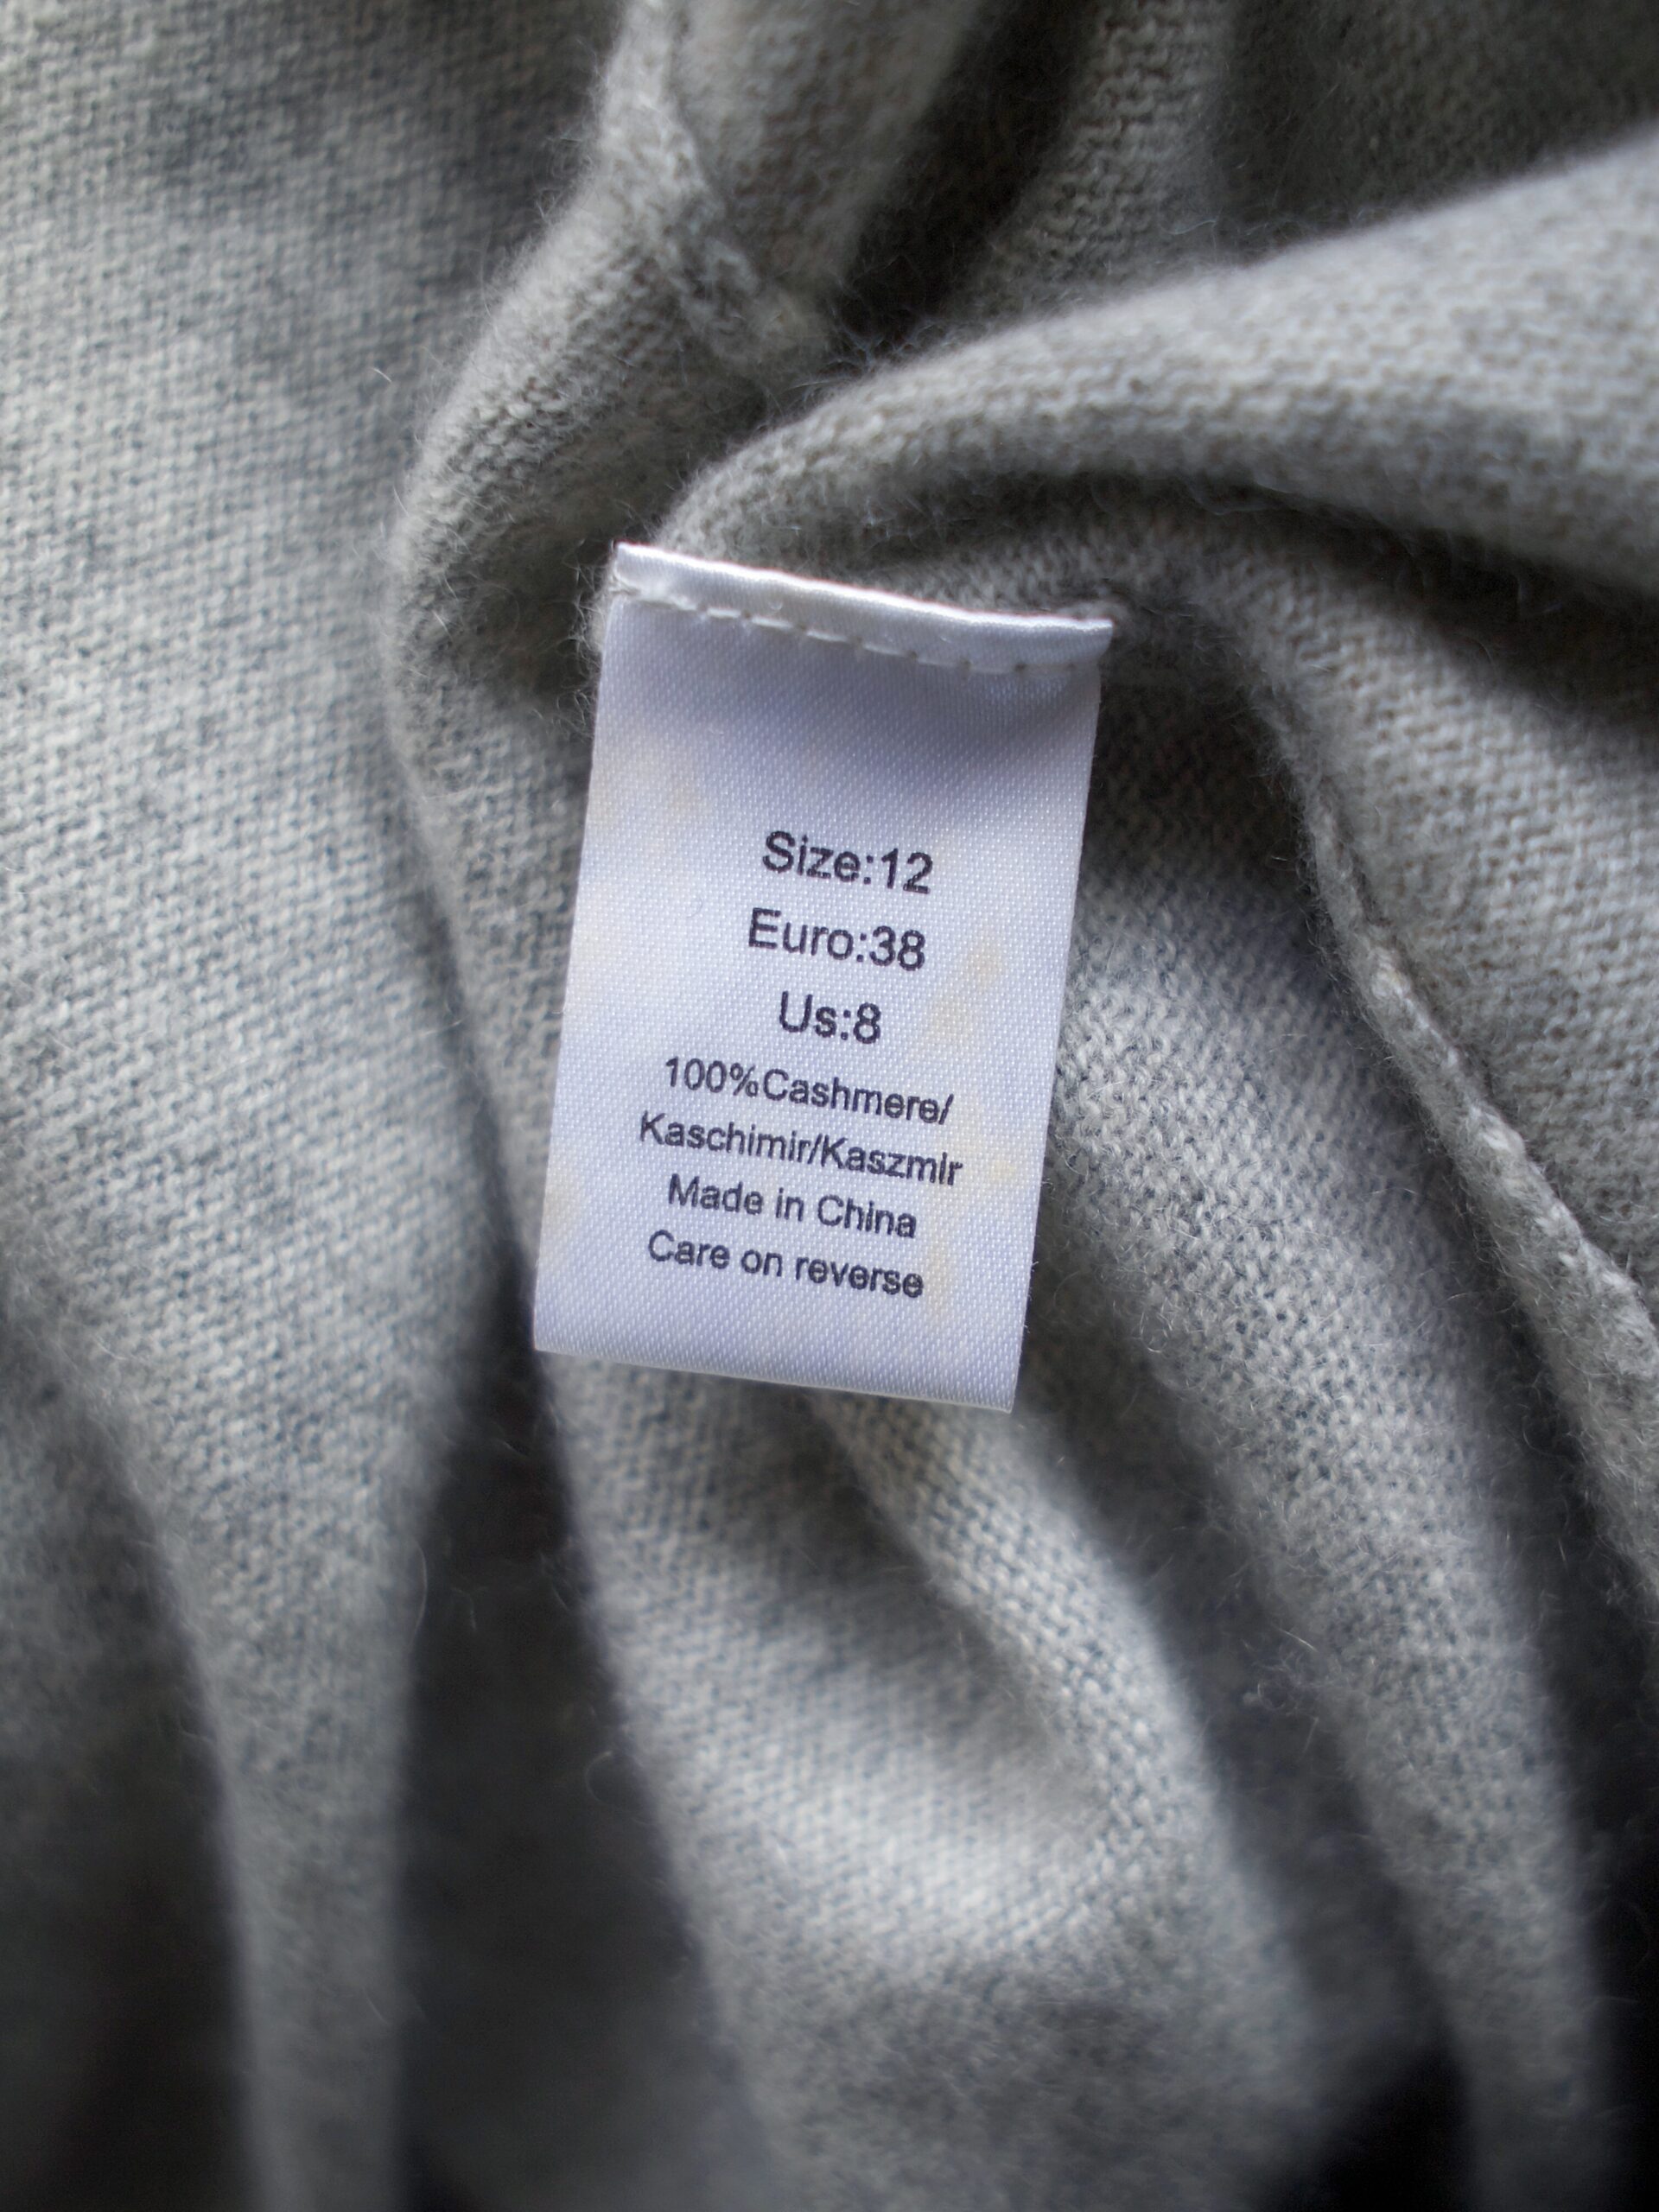 Size:12
Euro:38
Us:8
100%Cashmere/
Kaschimir/Kaszmir
Made in China
Care on reverse